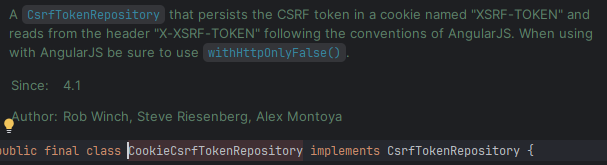 A CsrfTokenRepository that persists the CSRF token in a cookie named "XSRF-TOKEN" and
reads from the header "X-XSRF-TOKEN" following the conventions of AngularJS. When using
with AngularJS be sure to use withHttpOnlyFalse().
Since: 4.1
Author: Rob Winch, Steve Riesenberg, Alex Montoya
public final class CookieCsrfTokenRepository implements CsrfTokenRepository {